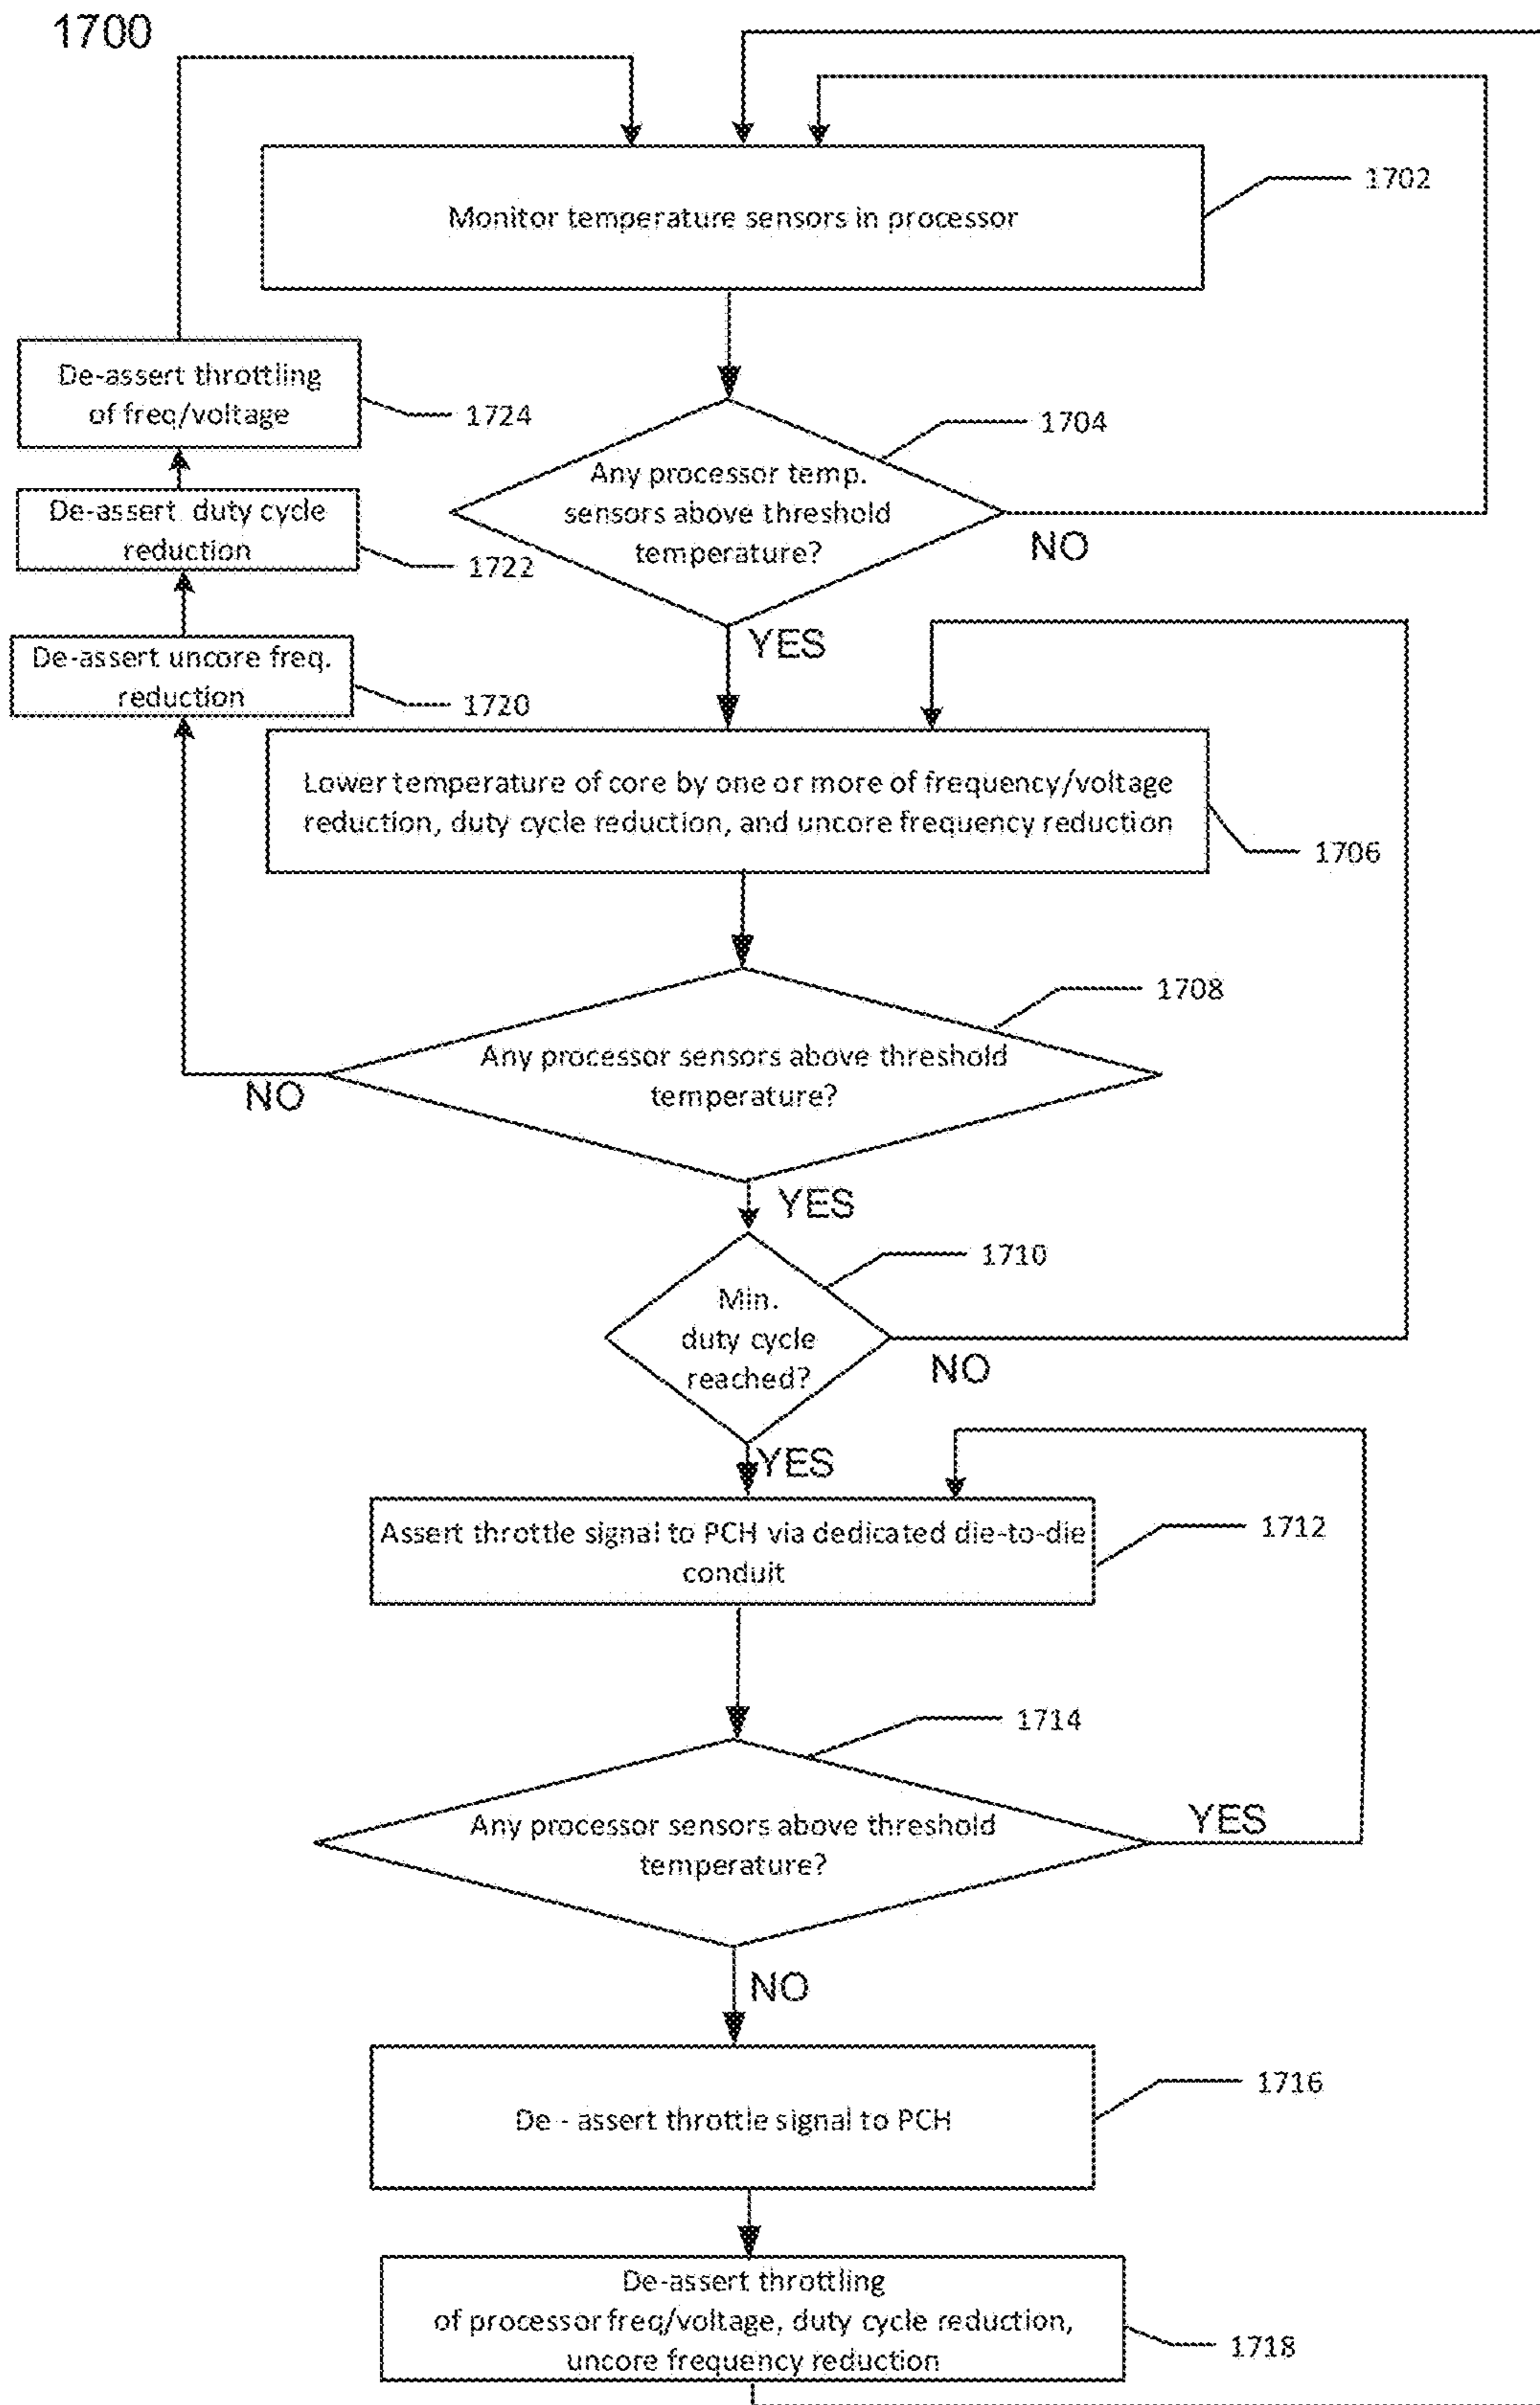 1700
Monitor temperature sensors in processor
1702
De-assert throttling
of freq/voltage
1724
1704
Any processor temp.
sensors above threshold
temperature?
NO
De-assert duty cycle
reduction
1722
YES
De-assert uncore freq.
reduction
1720
Lower temperature of core by one or more of frequency/voltage
reduction, duty cycle reduction, and uncore frequency reduction
1706
1708
Any processor sensors above threshold
temperature?
NO
YES
1710
Min.
duty cycle
reached?
NO
YES
Assert throttle signal to PCH via dedicated die-to-die
conduit
1712
1714
Any processor sensors above threshold
temperature?
YES
NO
1716
De - assert throttle signal to PCH
De-assert throttling
of processor freq/voltage, duty cycle reduction,
uncore frequency reduction
1718